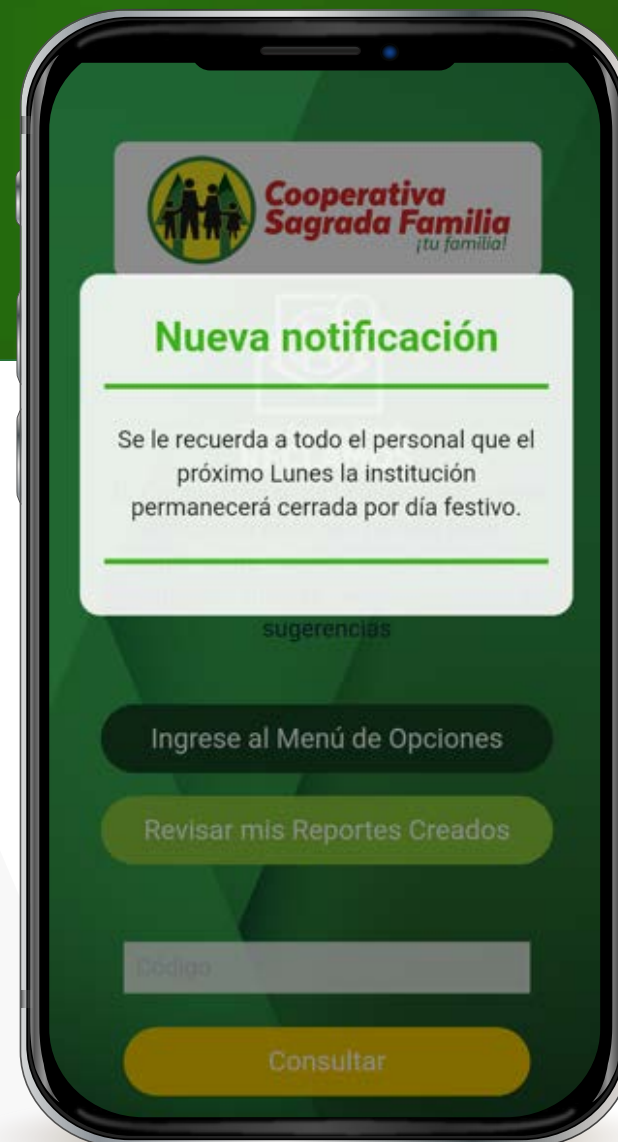 Cooperativa
Sagrada Familia
¡tu familia!
Nueva notificación
Se le recuerda a todo el personal que el
próximo Lunes la institución
permanecerá cerrada por día festivo.
sugerencias
Ingrese al Menú de Opciones
Revisar mis Reportes Creados
Código
Consultar